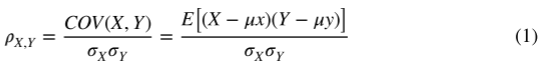 ρX,Y = COV(X, Y) / σXσY = E[(X − μx)(Y − μy)] / σXσY (1)